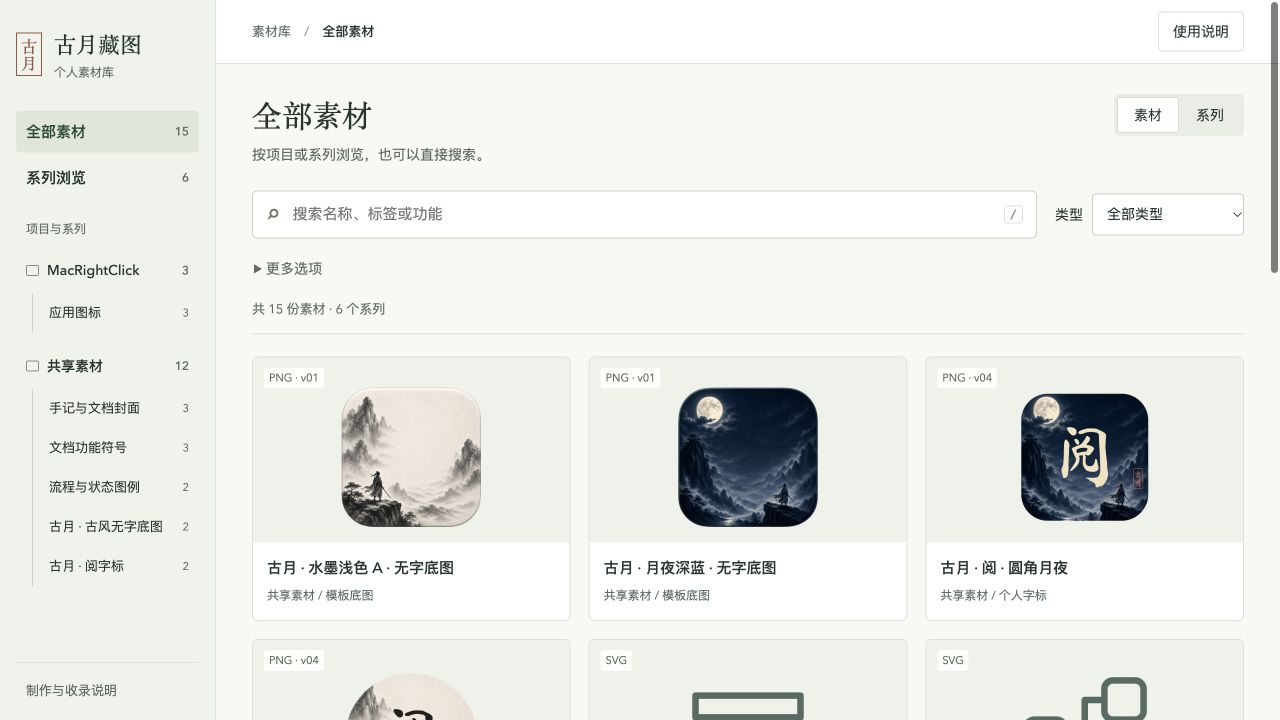 古月
古月藏图
个人素材库
全部素材 15
系列浏览 6
项目与系列
MacRightClick 3
应用图标 3
共享素材 12
手记与文档封面 3
文档功能符号 3
流程与状态图例 2
古月 · 古风无字底图 2
古月 · 阅字标 2
制作与收录说明
素材库 / 全部素材
使用说明
全部素材
按项目或系列浏览，也可以直接搜索。
素材 系列
搜索名称、标签或功能 /
类型 全部类型
更多选项
共 15 份素材 · 6 个系列
PNG · v01
古月 · 水墨浅色 A · 无字底图
共享素材 / 模板底图
PNG · v01
古月 · 月夜深蓝 · 无字底图
共享素材 / 模板底图
PNG · v04
阅
古月
古月 · 阅 · 圆角月夜
共享素材 / 个人字标
PNG · v04
SVG
SVG